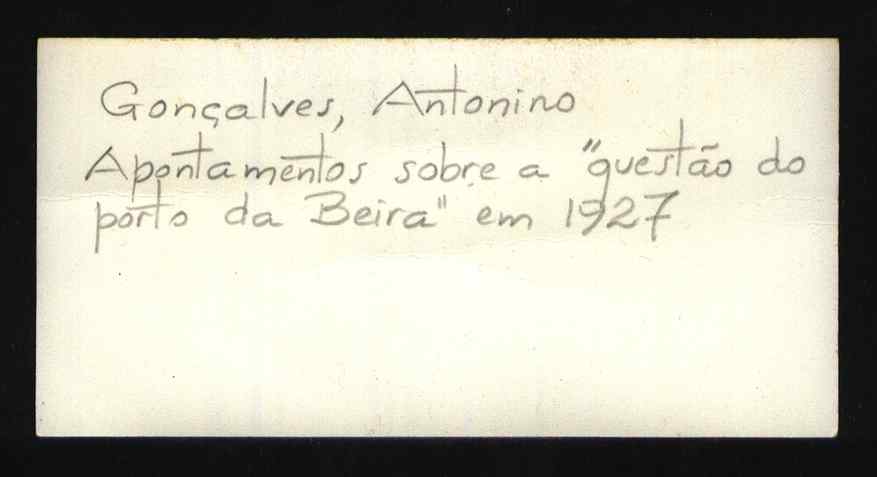 Gonçalves, Antonino
Apontamentos sobre a "questão do
porto da Beira" em 1927